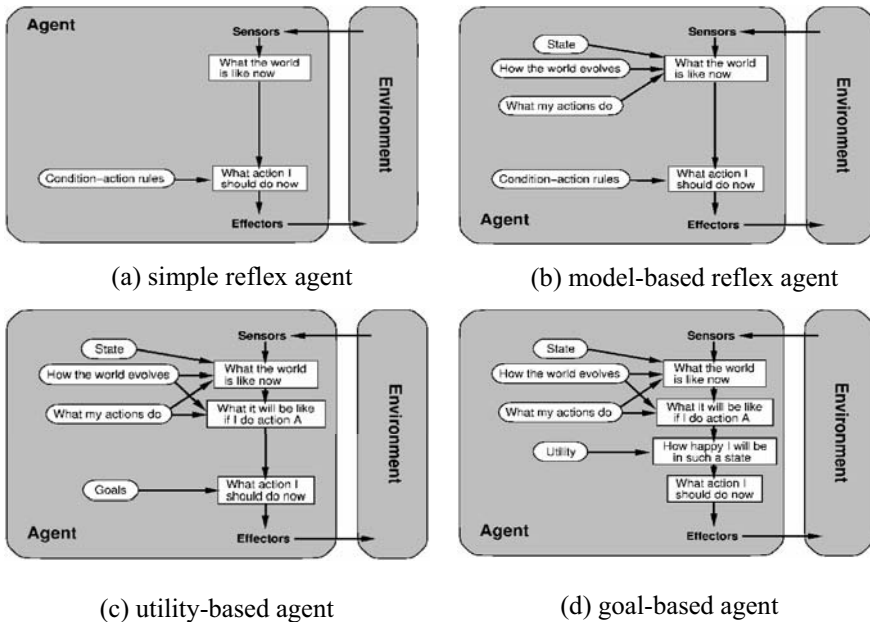 Agent
Sensors
What the world
is like now
Condition–action rules
What action I
should do now
Effectors
Environment
(a) simple reflex agent
State
How the world evolves
What my actions do
Sensors
What the world
is like now
Condition–action rules
What action I
should do now
Agent
Effectors
Environment
(b) model-based reflex agent
Sensors
State
How the world evolves
What the world
is like now
What my actions do
What it will be like
if I do action A
Goals
What action I
should do now
Agent
Effectors
Environment
(c) utility-based agent
Sensors
State
How the world evolves
What the world
is like now
What my actions do
What it will be like
if I do action A
Utility
How happy I will be
in such a state
What action I
should do now
Agent
Effectors
Environment
(d) goal-based agent